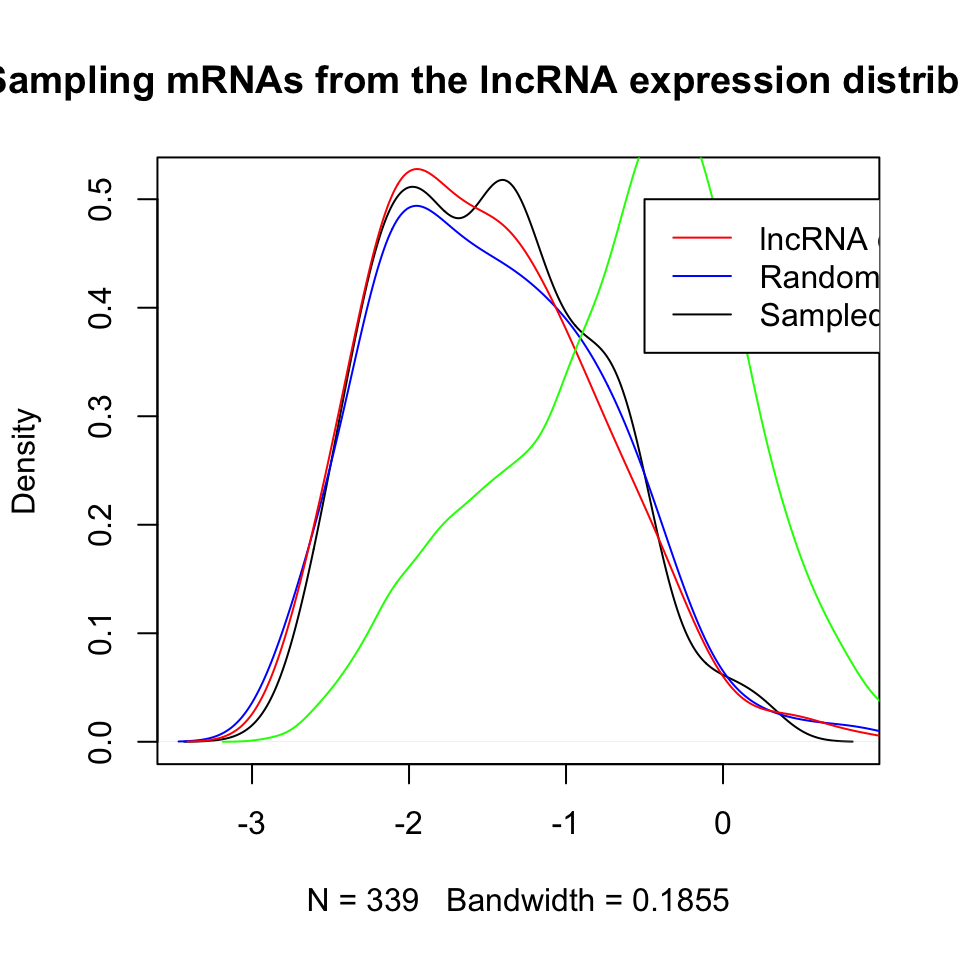 Sampling mRNAs from the lncRNA expression distrib
Density
0.5
0.4
0.3
0.2
0.1
0.0
lncRNA
Random
Sampled
-3 -2 -1 0
N = 339 Bandwidth = 0.1855